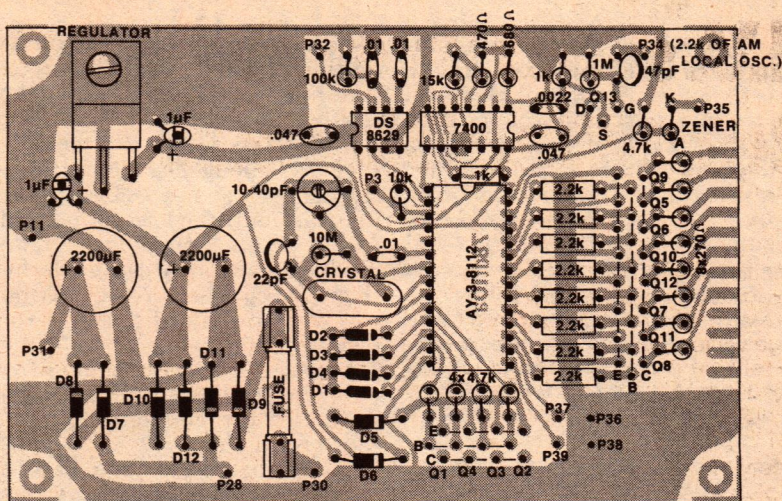 REGULATOR
P32
.01 .01
470Ω
680Ω
P34 (2.2k OF AM
LOCAL OSC.)
100k
15k
1k
1M
47pF
1µF
.047
DS
8629
7400
.0022
D
Q13
G
S
K
P35
ZENER
4.7k
A
.047
1µF
10-40pF
P3
10k
1k
2.2k
2.2k
2.2k
2.2k
2.2k
2.2k
2.2k
2.2k
Q9
Q5
Q6
Q10
Q12
Q7
Q11
Q8
8x270Ω
P11
2200µF
2200µF
22pF
10M
.01
CRYSTAL
AY-3-8112
P31
D2
D3
D4
D1
D8
D7
D10
D11
D12
D9
FUSE
4x4.7k
E
B
C
D5
D6
E
B
C
Q1 Q4 Q3 Q2
P37
P36
P39
P38
P28
P30